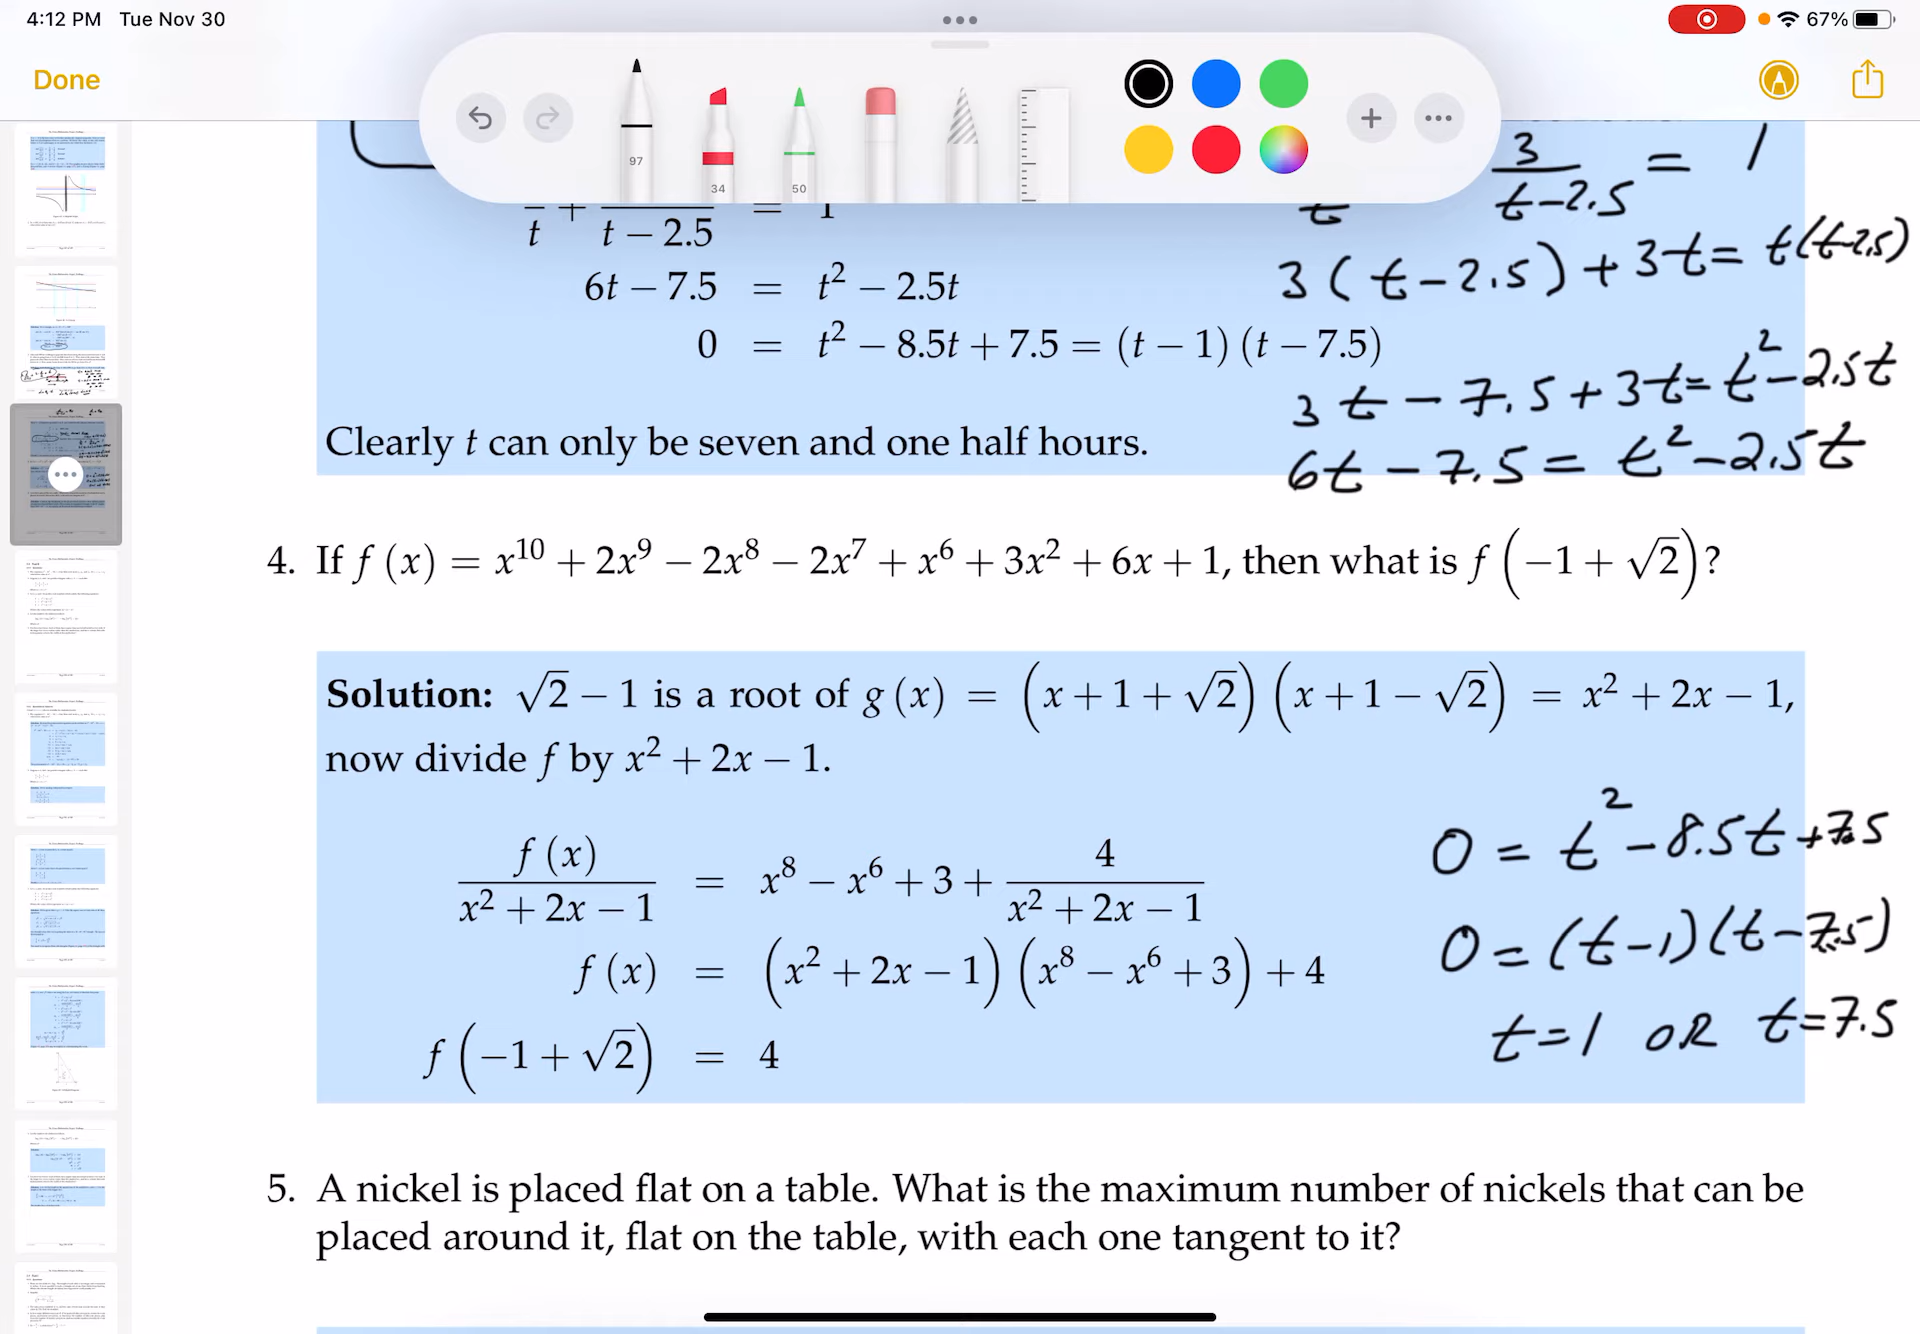 4:12 PM Tue Nov 30
67%
Done
97
34
50
t + t − 2.5 = 1
6t − 7.5 = t² − 2.5t
0 = t² − 8.5t + 7.5 = (t − 1) (t − 7.5)
Clearly t can only be seven and one half hours.
3/(t-2.5) = 1
t
3(t-2.5)+3t= t(t-2.5)
3t-7.5+3t=t²-2.5t
6t-7.5= t²-2.5t
4. If f (x) = x¹⁰ + 2x⁹ − 2x⁸ − 2x⁷ + x⁶ + 3x² + 6x + 1, then what is f (−1 + √2)?
Solution: √2 − 1 is a root of g (x) = (x + 1 + √2) (x + 1 − √2) = x² + 2x − 1,
now divide f by x² + 2x − 1.
f (x)/(x² + 2x − 1) = x⁸ − x⁶ + 3 + 4/(x² + 2x − 1)
f (x) = (x² + 2x − 1) (x⁸ − x⁶ + 3) + 4
f (−1 + √2) = 4
0 = t²-8.5t+7.5
0=(t-1)(t-7.5)
t=1 OR t=7.5
5. A nickel is placed flat on a table. What is the maximum number of nickels that can be
placed around it, flat on the table, with each one tangent to it?